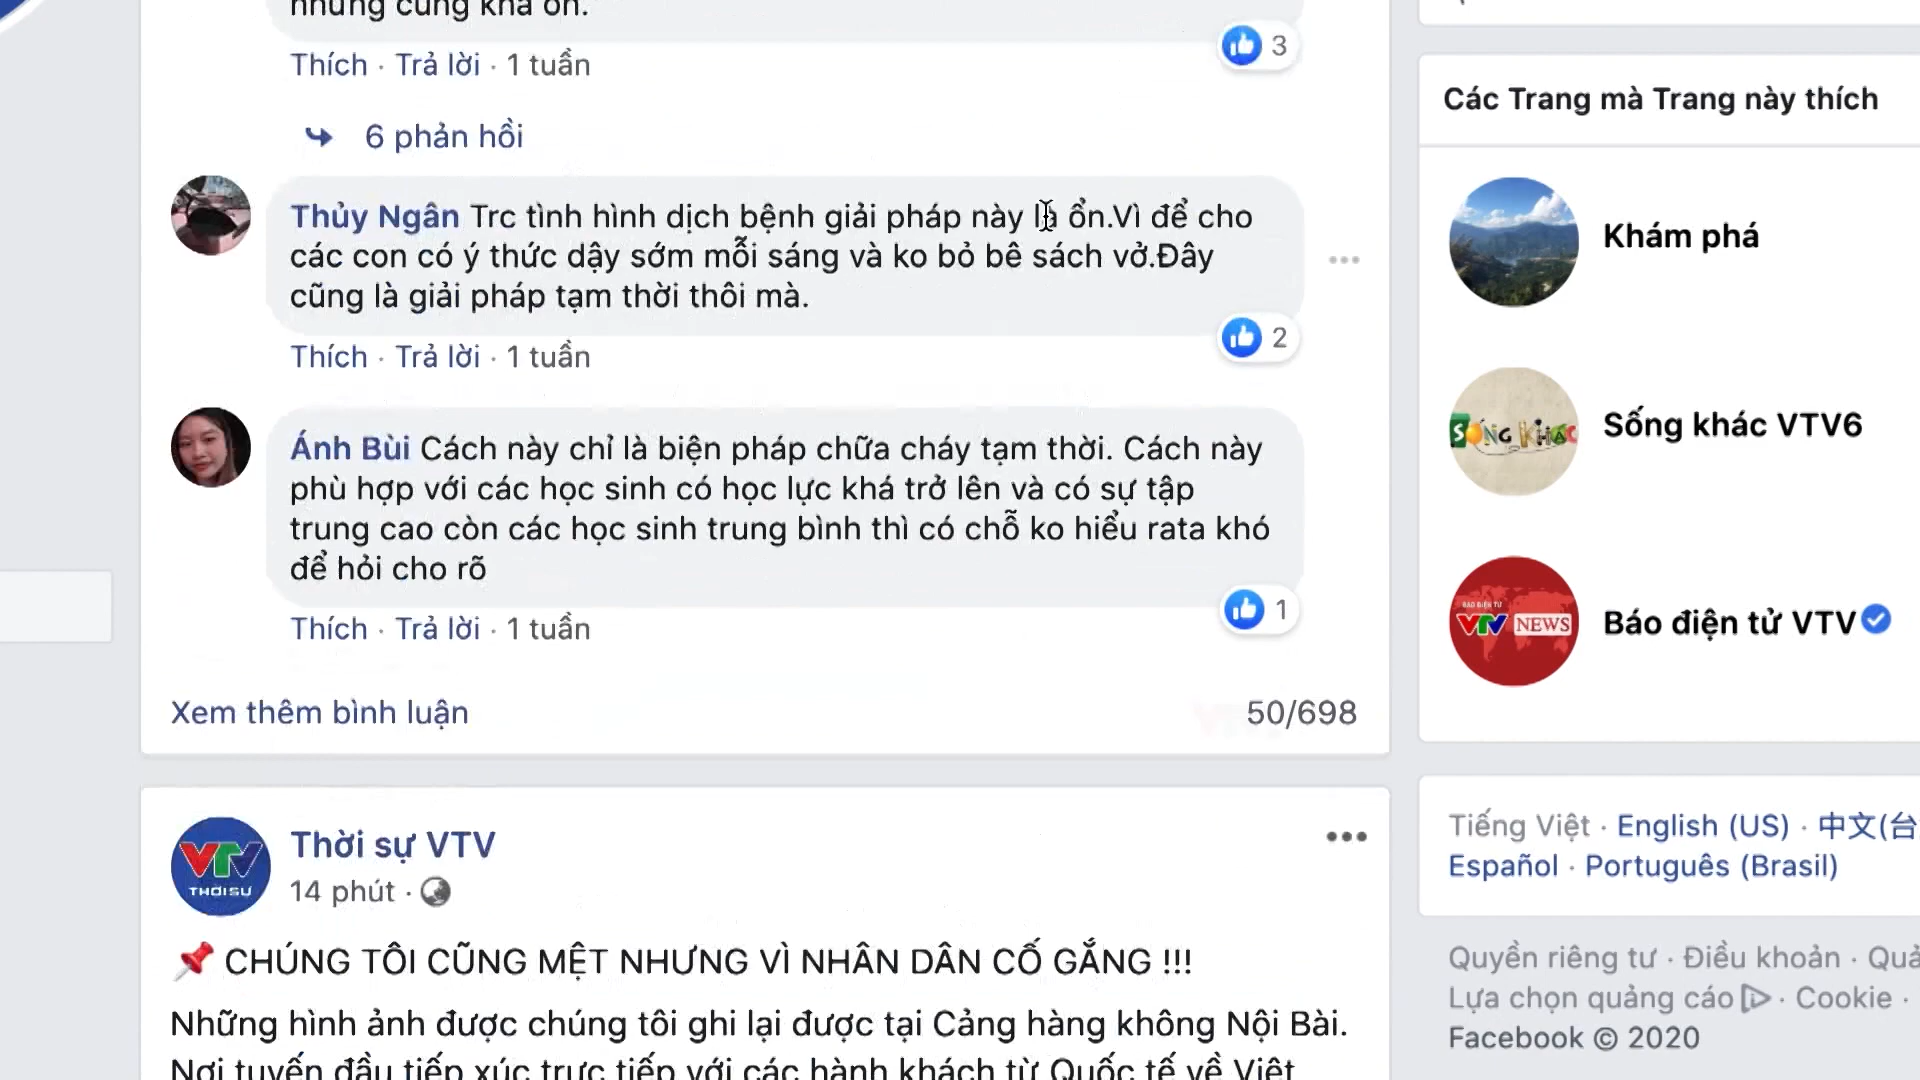 nhưng cũng khá ổn.
3
Thích · Trả lời · 1 tuần
6 phản hồi
Thủy Ngân Trc tình hình dịch bệnh giải pháp này là ổn.Vì để cho
các con có ý thức dậy sớm mỗi sáng và ko bỏ bê sách vở.Đây
cũng là giải pháp tạm thời thôi mà.
2
Thích · Trả lời · 1 tuần
Ánh Bùi Cách này chỉ là biện pháp chữa cháy tạm thời. Cách này
phù hợp với các học sinh có học lực khá trở lên và có sự tập
trung cao còn các học sinh trung bình thì có chỗ ko hiểu rata khó
để hỏi cho rõ
1
Thích · Trả lời · 1 tuần
Xem thêm bình luận
50/698
VTV
THỜI SỰ
Thời sự VTV
14 phút ·
CHÚNG TÔI CŨNG MỆT NHƯNG VÌ NHÂN DÂN CỐ GẮNG !!!
Những hình ảnh được chúng tôi ghi lại được tại Cảng hàng không Nội Bài.
Nơi tuyến đầu tiếp xúc trực tiếp với các hành khách từ Quốc tế về Việt
Các Trang mà Trang này thích
Khám phá
SỐNG KHÁC
Sống khác VTV6
BÁO ĐIỆN TỬ
VTV NEWS
Báo điện tử VTV
Tiếng Việt · English (US) · 中文(台
Español · Português (Brasil)
Quyền riêng tư · Điều khoản · Quả
Lựa chọn quảng cáo · Cookie ·
Facebook © 2020